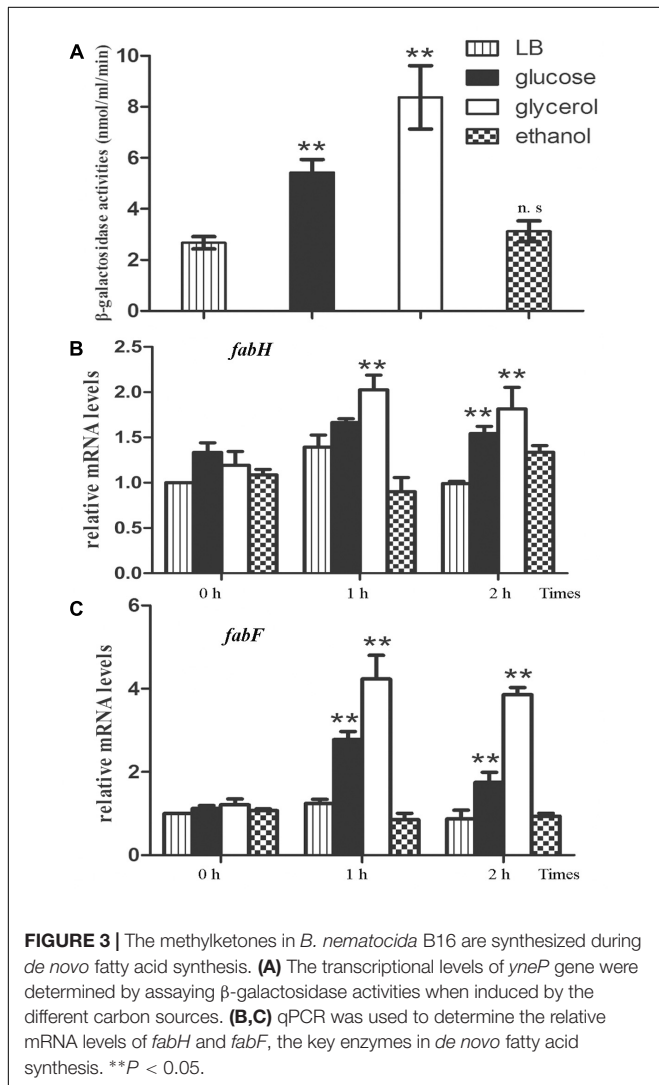 A
β-galactosidase activities (nmol/ml/min)
10
8
6
4
2
0
**
**
n. s
LB
glucose
glycerol
ethanol
B
fabH
relative mRNA levels
2.5
2.0
1.5
1.0
0.5
0.0
**
**
**
0 h
1 h
2 h
Times
C
fabF
relative mRNA levels
6
4
2
0
**
**
**
**
0 h
1 h
2 h
Times
FIGURE 3 | The methylketones in B. nematocida B16 are synthesized during
de novo fatty acid synthesis. (A) The transcriptional levels of yneP gene were
determined by assaying β-galactosidase activities when induced by the
different carbon sources. (B,C) qPCR was used to determine the relative
mRNA levels of fabH and fabF, the key enzymes in de novo fatty acid
synthesis. **P < 0.05.